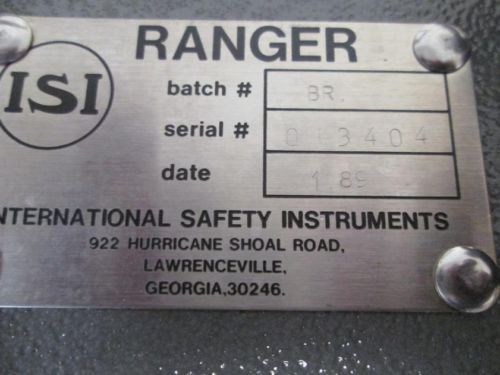 RANGER
ISI
batch # BR.
serial # 0 3404
date 1 89
INTERNATIONAL SAFETY INSTRUMENTS
922 HURRICANE SHOAL ROAD,
LAWRENCEVILLE,
GEORGIA,30246.